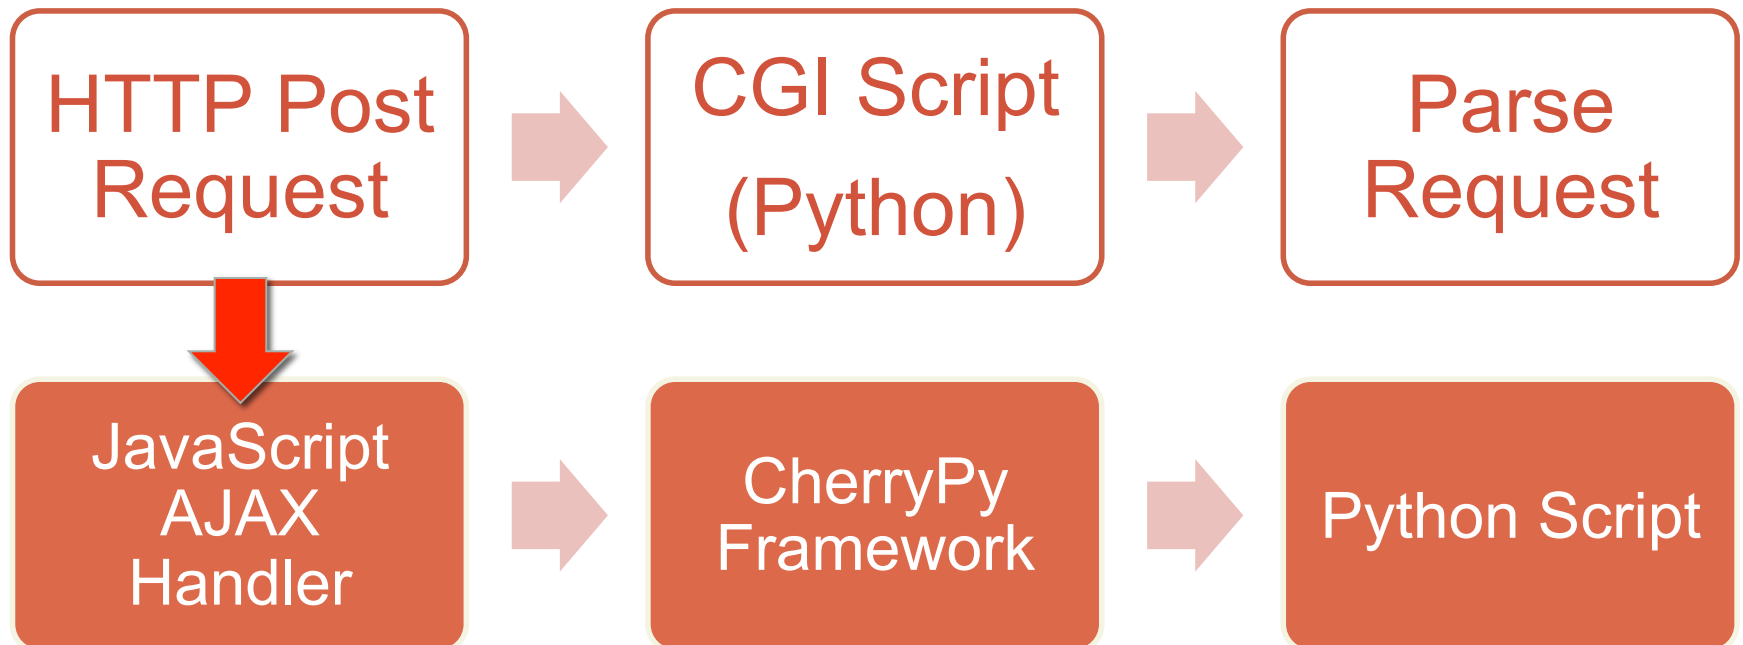 HTTP Post
Request
CGI Script
(Python)
Parse
Request
JavaScript
AJAX
Handler
CherryPy
Framework
Python Script